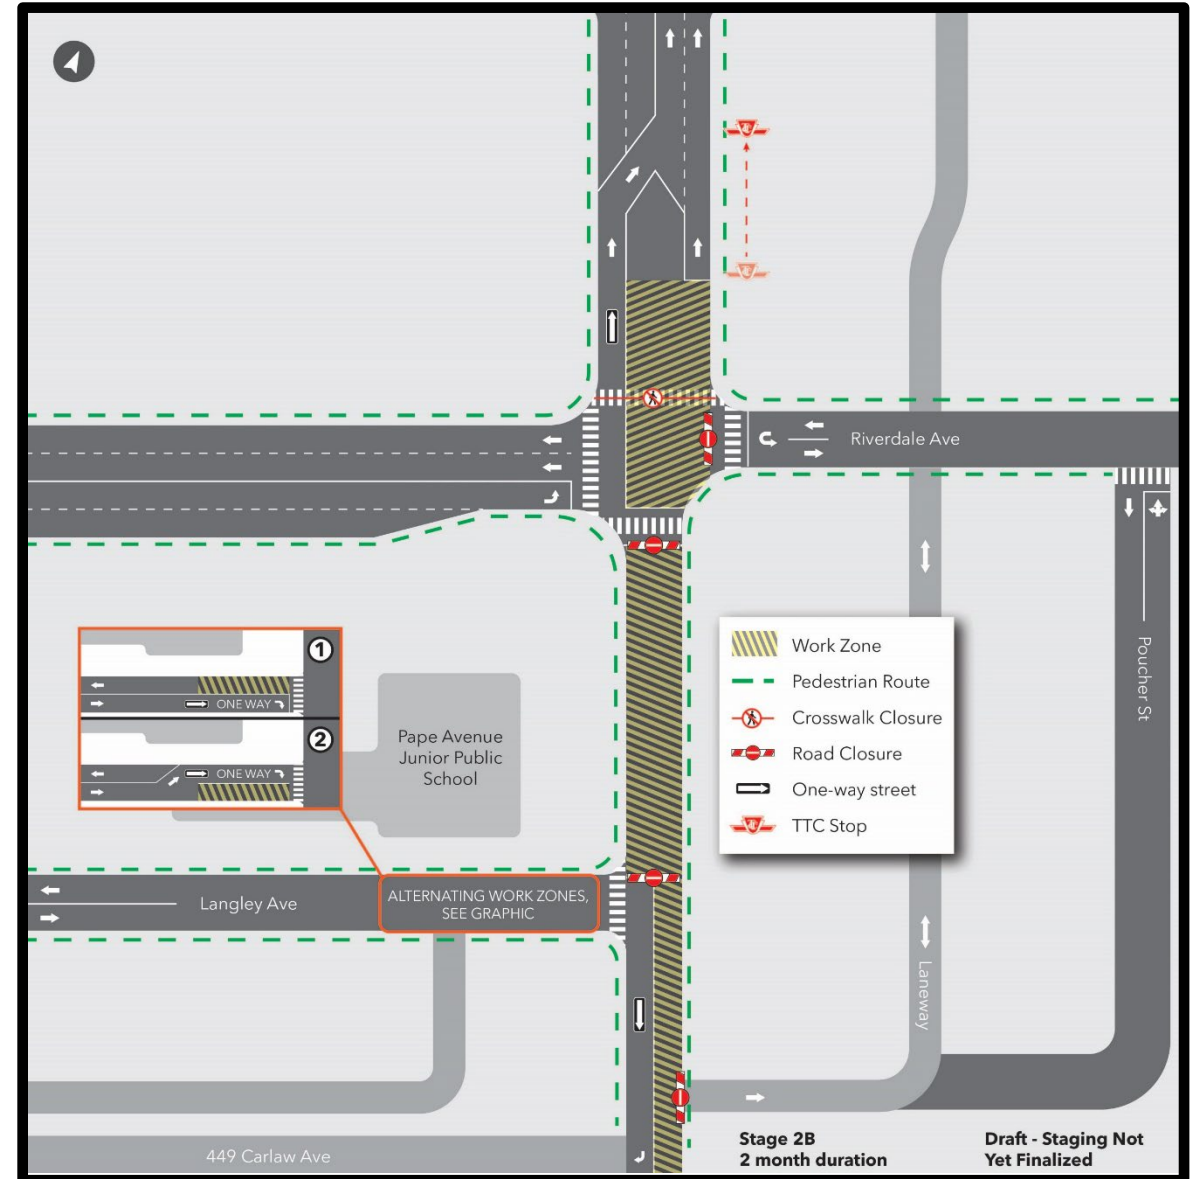 Riverdale Ave
Work Zone
Pedestrian Route
Crosswalk Closure
Road Closure
One-way street
TTC Stop
Poucher St
1
ONE WAY
2
ONE WAY
Pape Avenue
Junior Public
School
Langley Ave
ALTERNATING WORK ZONES,
SEE GRAPHIC
Laneway
449 Carlaw Ave
Stage 2B
2 month duration
Draft - Staging Not
Yet Finalized